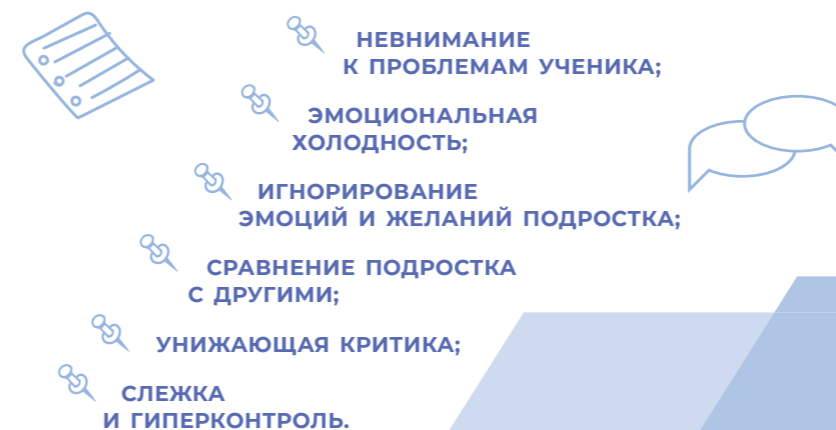 НЕВНИМАНИЕ
К ПРОБЛЕМАМ УЧЕНИКА;
ЭМОЦИОНАЛЬНАЯ
ХОЛОДНОСТЬ;
ИГНОРИРОВАНИЕ
ЭМОЦИЙ И ЖЕЛАНИЙ ПОДРОСТКА;
СРАВНЕНИЕ ПОДРОСТКА
С ДРУГИМИ;
УНИЖАЮЩАЯ КРИТИКА;
СЛЕЖКА
И ГИПЕРКОНТРОЛЬ.